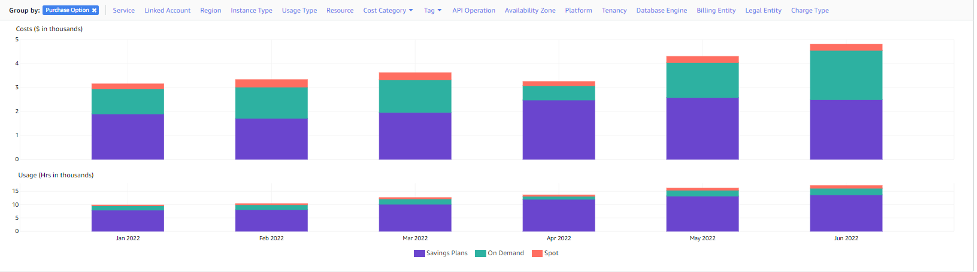 Group by: Purchase Option × Service Linked Account Region Instance Type Usage Type Resource Cost Category Tag API Operation Availability Zone Platform Tenancy Database Engine Billing Entity Legal Entity Charge Type
Costs ($ in thousands)
5
4
3
2
1
0
Usage (Hrs in thousands)
15
10
5
0
Jan 2022 Feb 2022 Mar 2022 Apr 2022 May 2022 Jun 2022
Savings Plans On Demand Spot